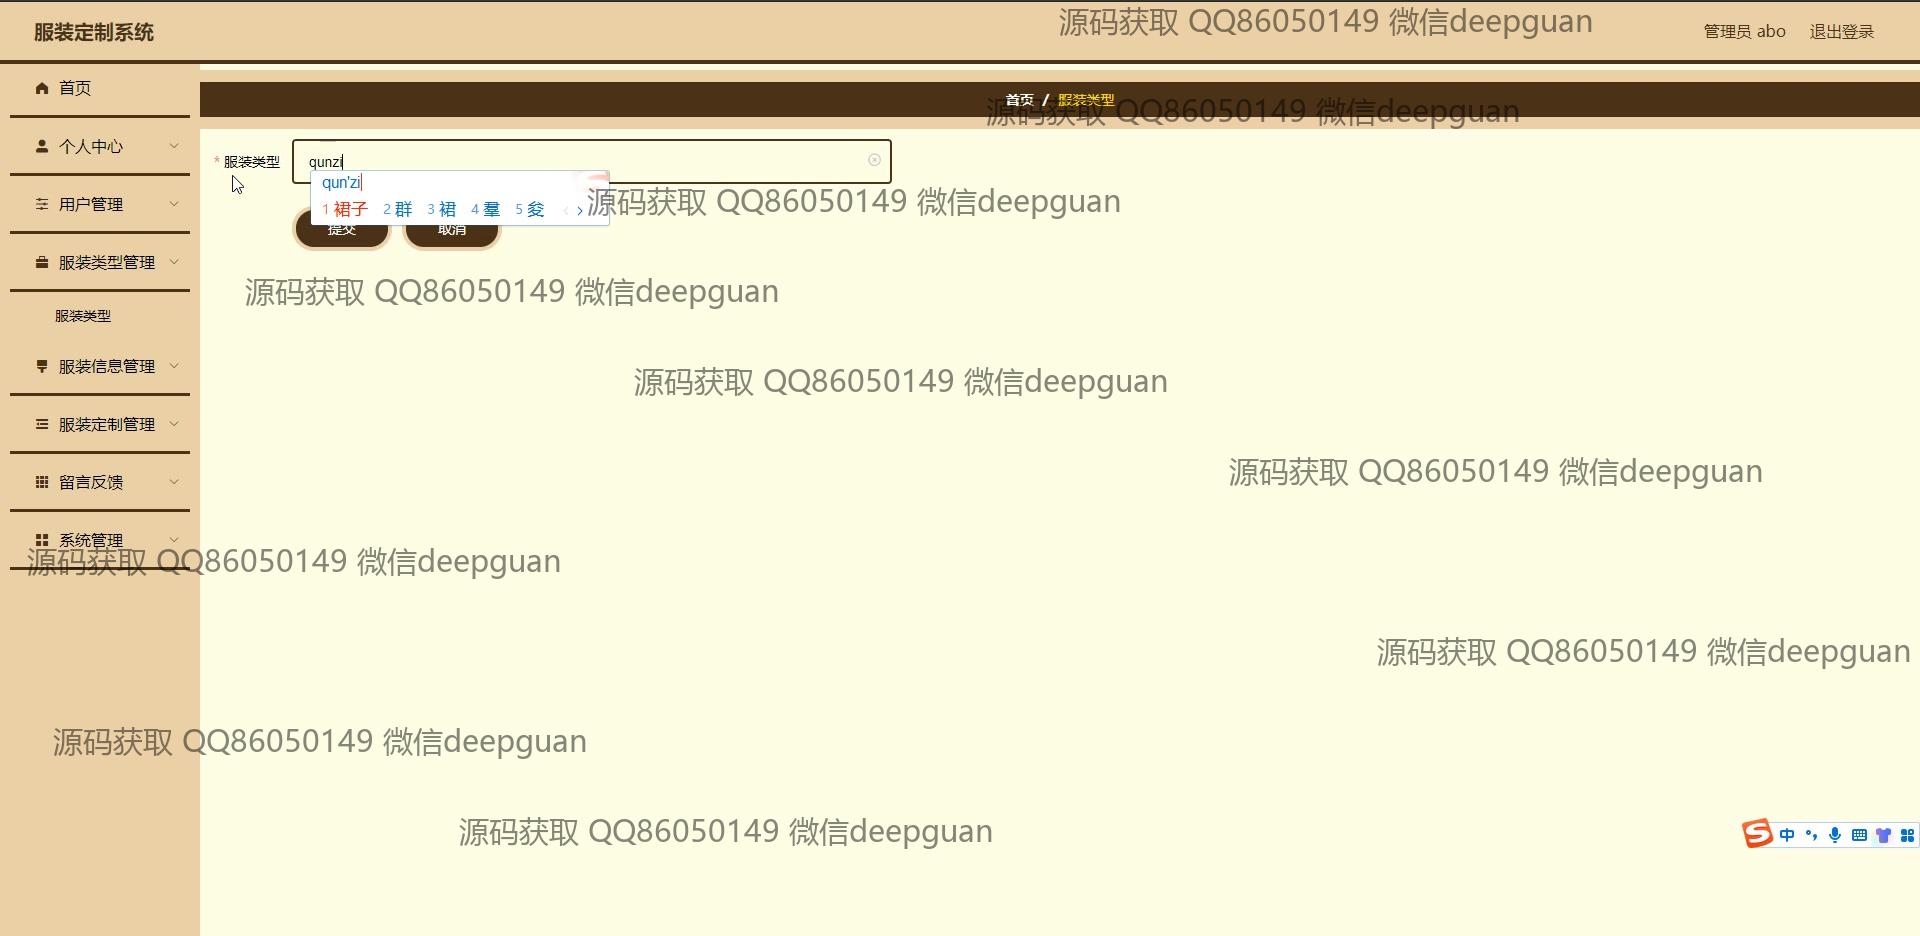 服装定制系统
源码获取 QQ86050149 微信deepguan
管理员 abo
退出登录
首页
首页 / 服装类型
源码获取 QQ86050149 微信deepguan
个人中心
* 服装类型
qunzi
qun'zi
1 裙子 2 群 3 裙 4 羣 5 夋
源码获取 QQ86050149 微信deepguan
用户管理
提交
取消
服装类型管理
源码获取 QQ86050149 微信deepguan
服装类型
服装信息管理
源码获取 QQ86050149 微信deepguan
服装定制管理
源码获取 QQ86050149 微信deepguan
留言反馈
系统管理
源码获取 QQ86050149 微信deepguan
源码获取 QQ86050149 微信deepguan
源码获取 QQ86050149 微信deepguan
源码获取 QQ86050149 微信deepguan
中